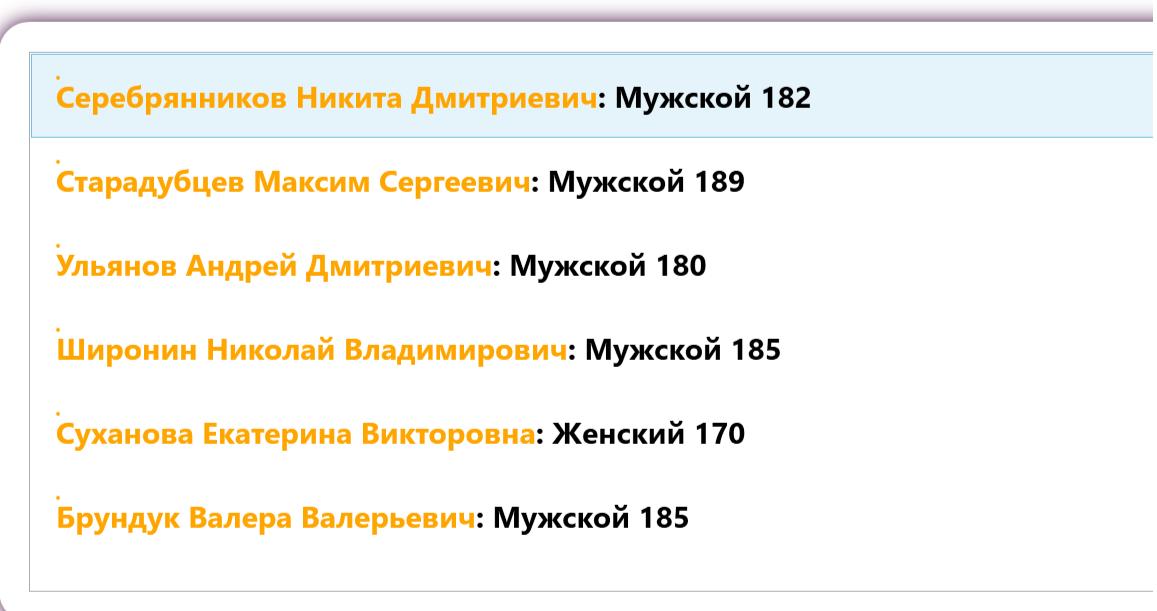 Серебрянников Никита Дмитриевич: Мужской 182
Старадубцев Максим Сергеевич: Мужской 189
Ульянов Андрей Дмитриевич: Мужской 180
Широнин Николай Владимирович: Мужской 185
Суханова Екатерина Викторовна: Женский 170
Брундук Валера Валерьевич: Мужской 185